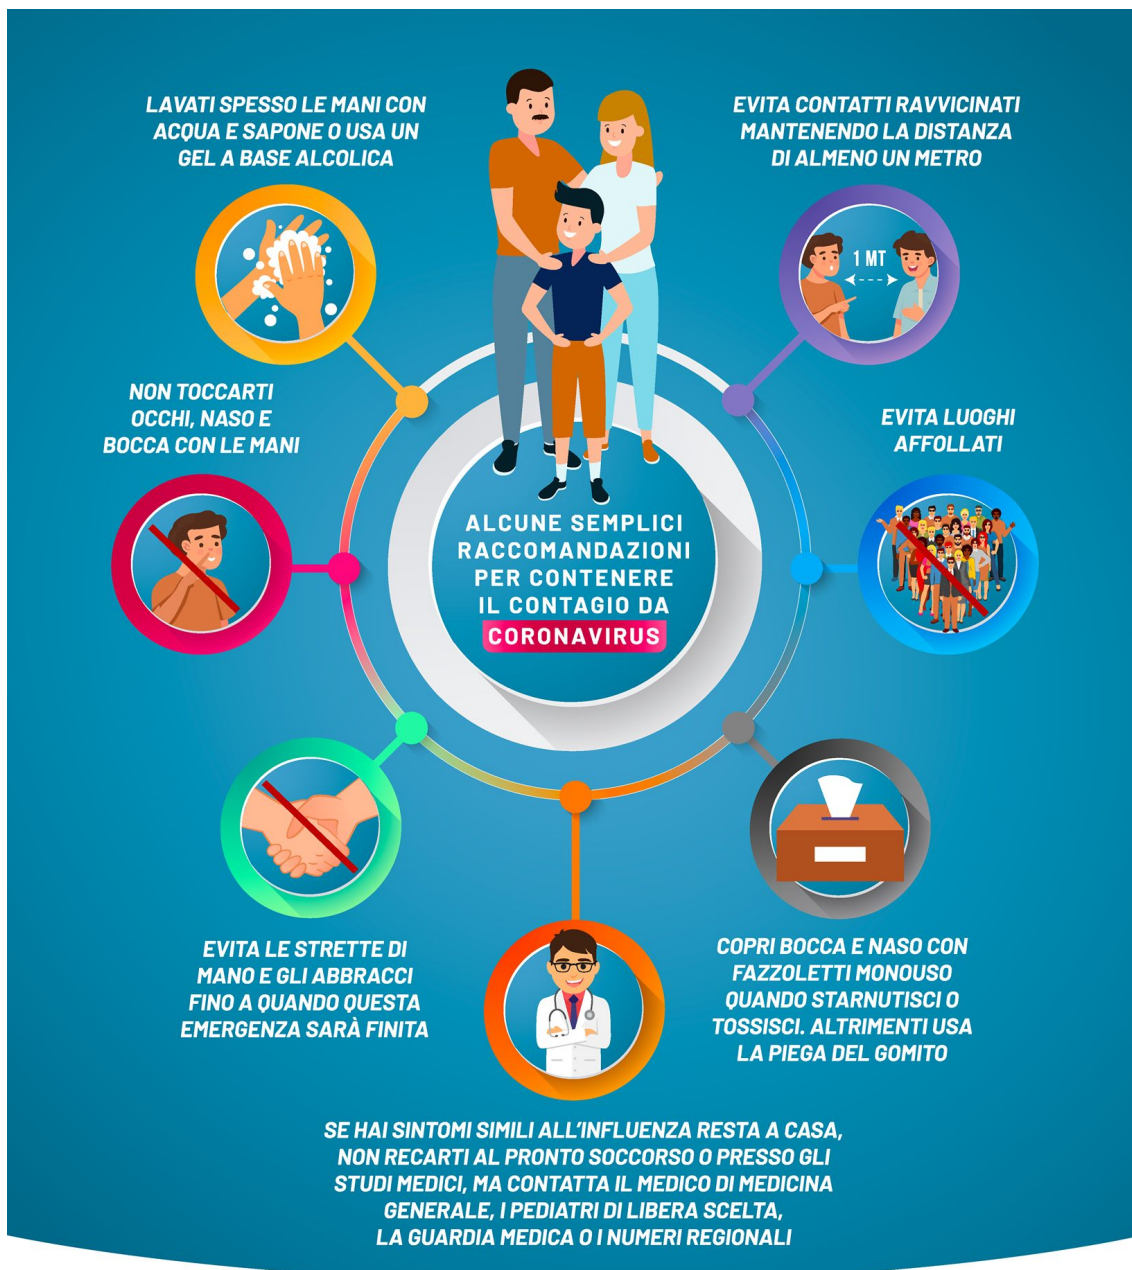 LAVATI SPESSO LE MANI CON
ACQUA E SAPONE O USA UN
GEL A BASE ALCOLICA
EVITA CONTATTI RAVVICINATI
MANTENENDO LA DISTANZA
DI ALMENO UN METRO
1 MT
NON TOCCARTI
OCCHI, NASO E
BOCCA CON LE MANI
EVITA LUOGHI
AFFOLLATI
ALCUNE SEMPLICI
RACCOMANDAZIONI
PER CONTENERE
IL CONTAGIO DA
CORONAVIRUS
EVITA LE STRETTE DI
MANO E GLI ABBRACCI
FINO A QUANDO QUESTA
EMERGENZA SARÀ FINITA
COPRI BOCCA E NASO CON
FAZZOLETTI MONOUSO
QUANDO STARNUTISCI O
TOSSISCI. ALTRIMENTI USA
LA PIEGA DEL GOMITO
SE HAI SINTOMI SIMILI ALL'INFLUENZA RESTA A CASA,
NON RECARTI AL PRONTO SOCCORSO O PRESSO GLI
STUDI MEDICI, MA CONTATTA IL MEDICO DI MEDICINA
GENERALE, I PEDIATRI DI LIBERA SCELTA,
LA GUARDIA MEDICA O I NUMERI REGIONALI